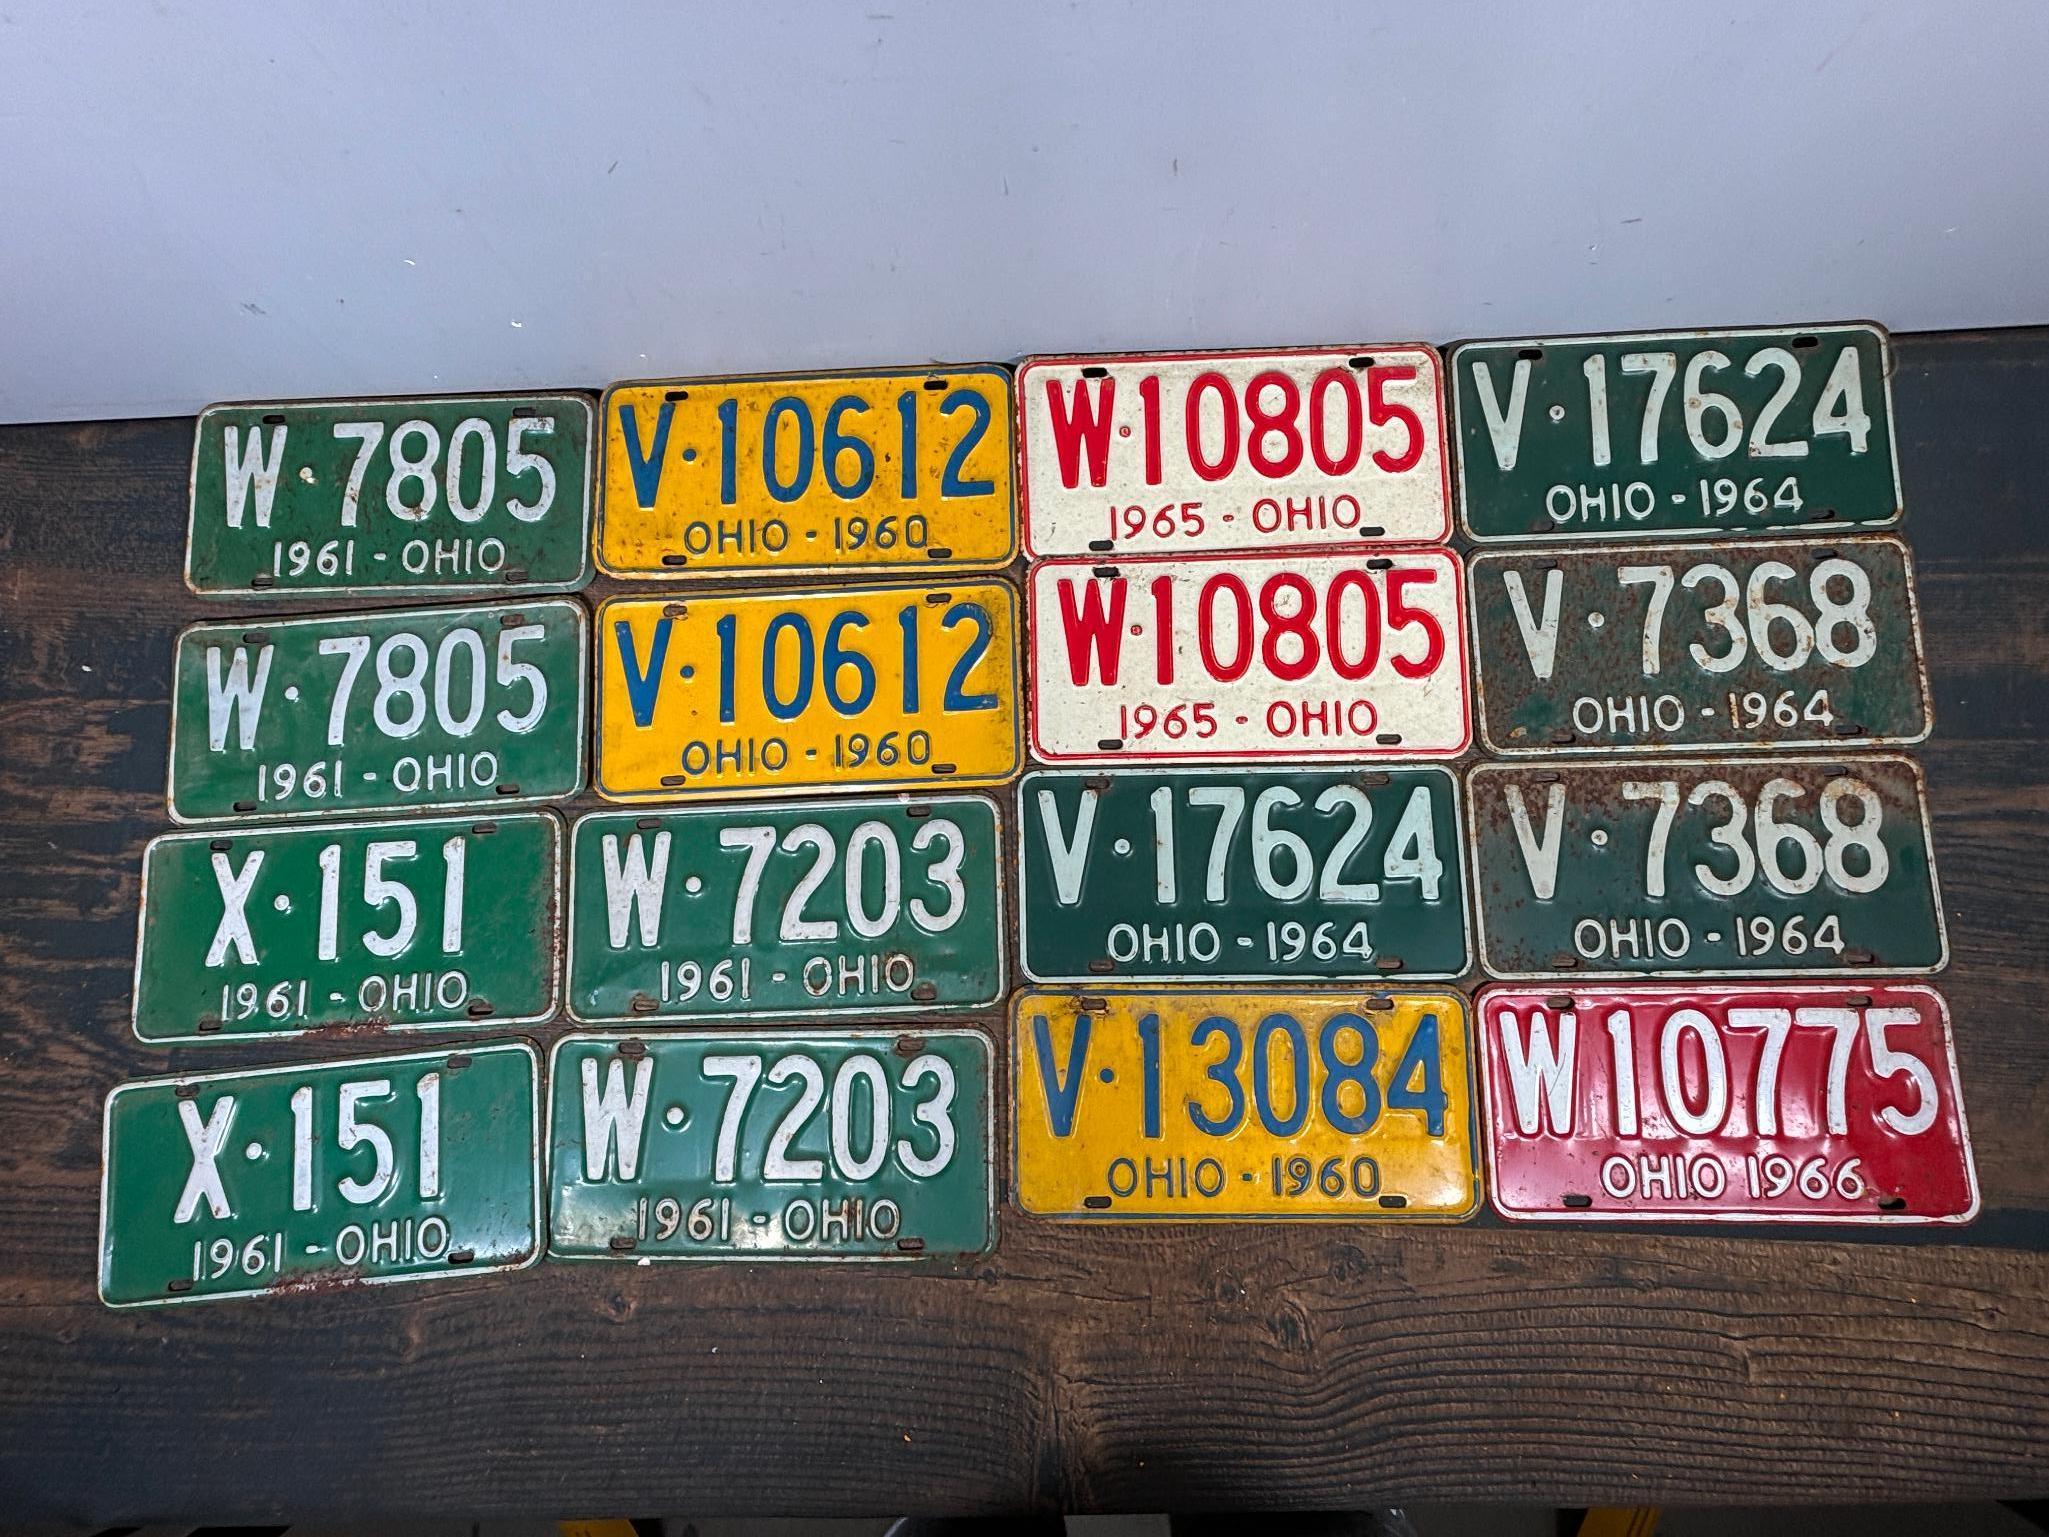 W·7805
1961 - OHIO
V·10612
OHIO - 1960
W·10805
1965 - OHIO
V·17624
OHIO - 1964
W·7805
1961 - OHIO
V·10612
OHIO - 1960
W·10805
1965 - OHIO
V·7368
OHIO - 1964
X·151
1961 - OHIO
W·7203
1961 - OHIO
V·17624
OHIO - 1964
V·7368
OHIO - 1964
X·151
1961 - OHIO
W·7203
1961 - OHIO
V·13084
OHIO - 1960
W10775
OHIO 1966